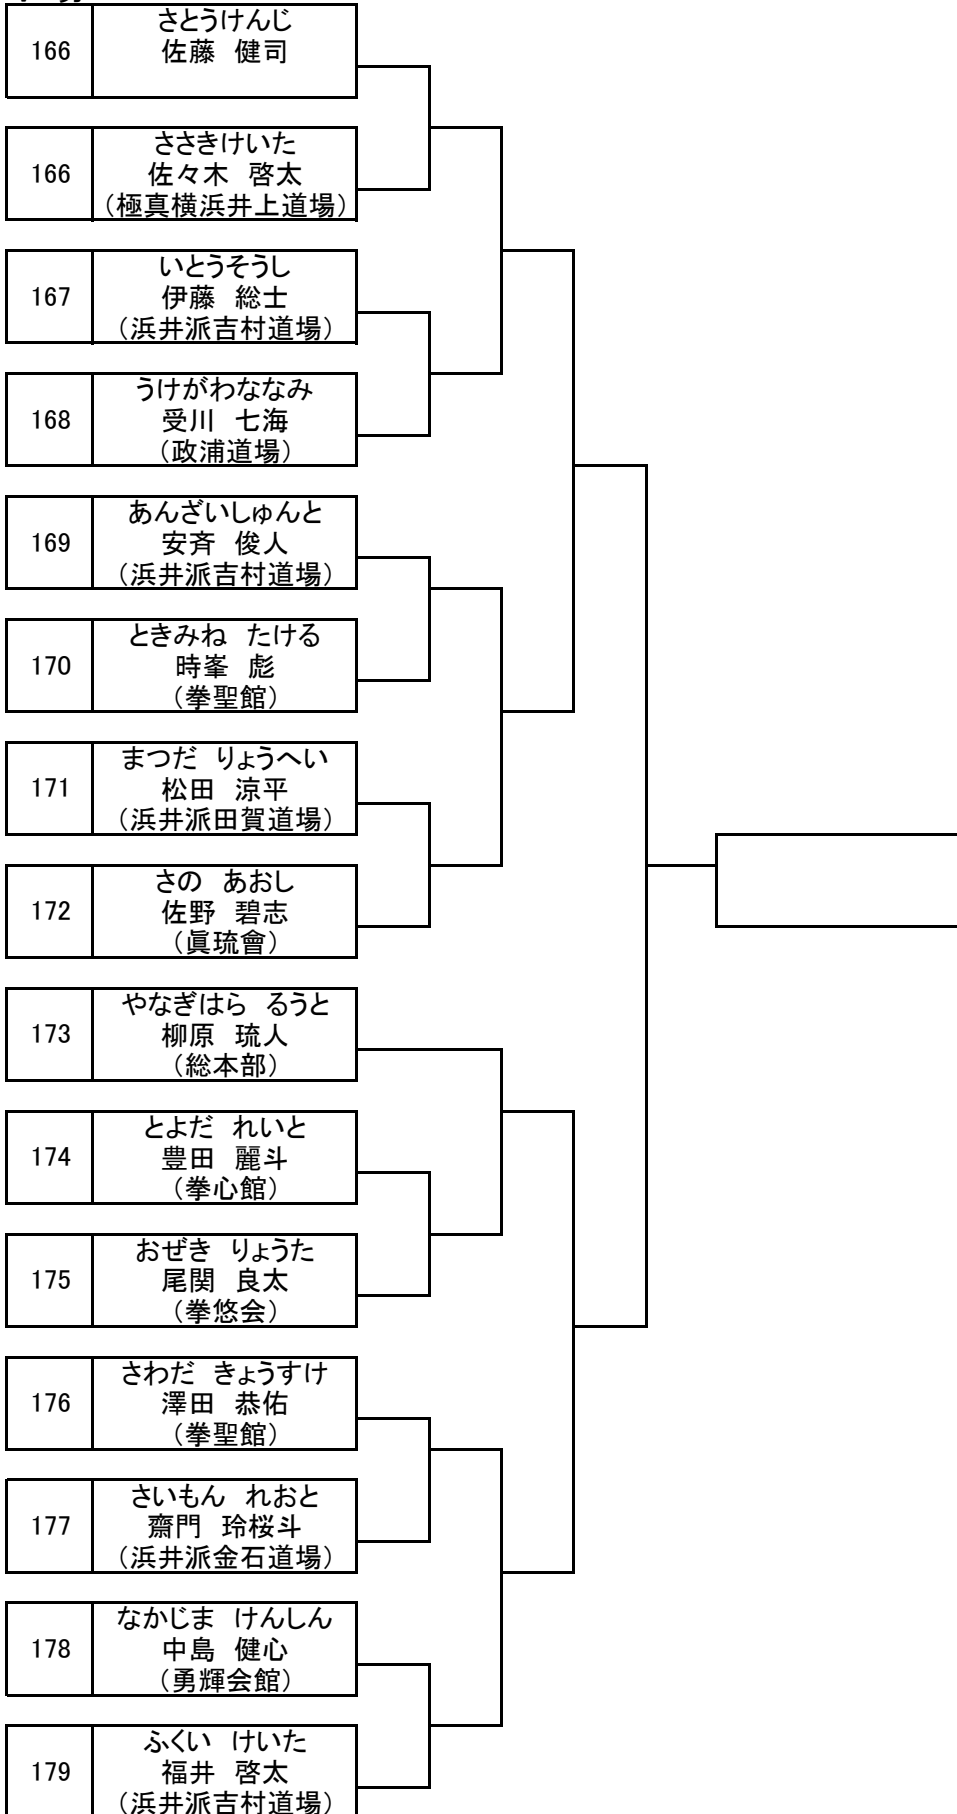 166
さとうけんじ
佐藤 健司
166
ささきけいた
佐々木 啓太
(極真横浜井上道場)
167
いとうそうし
伊藤 総士
(浜井派吉村道場)
168
うけがわななみ
受川 七海
(政浦道場)
169
あんざいしゅんと
安斉 俊人
(浜井派吉村道場)
170
ときみね たける
時峯 彪
(拳聖館)
171
まつだ りょうへい
松田 涼平
(浜井派田賀道場)
172
さの あおし
佐野 碧志
(眞琉會)
173
やなぎはら るうと
柳原 琉人
(総本部)
174
とよだ れいと
豊田 麗斗
(拳心館)
175
おぜき りょうた
尾関 良太
(拳悠会)
176
さわだ きょうすけ
澤田 恭佑
(拳聖館)
177
さいもん れおと
齋門 玲桜斗
(浜井派金石道場)
178
なかじま けんしん
中島 健心
(勇輝会館)
179
ふくい けいた
福井 啓太
(浜井派吉村道場)